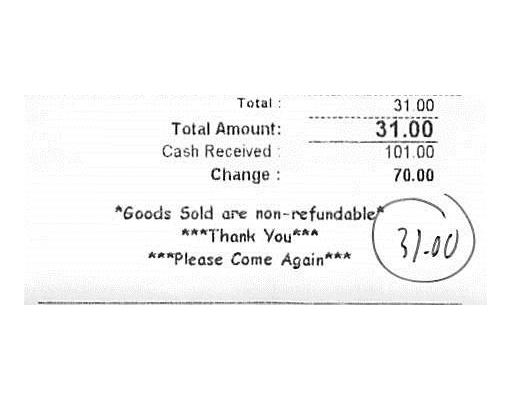 Total : 31.00
Total Amount: 31.00
Cash Received : 101.00
Change : 70.00
*Goods Sold are non-refundable*
***Thank You***
***Please Come Again***
31.00